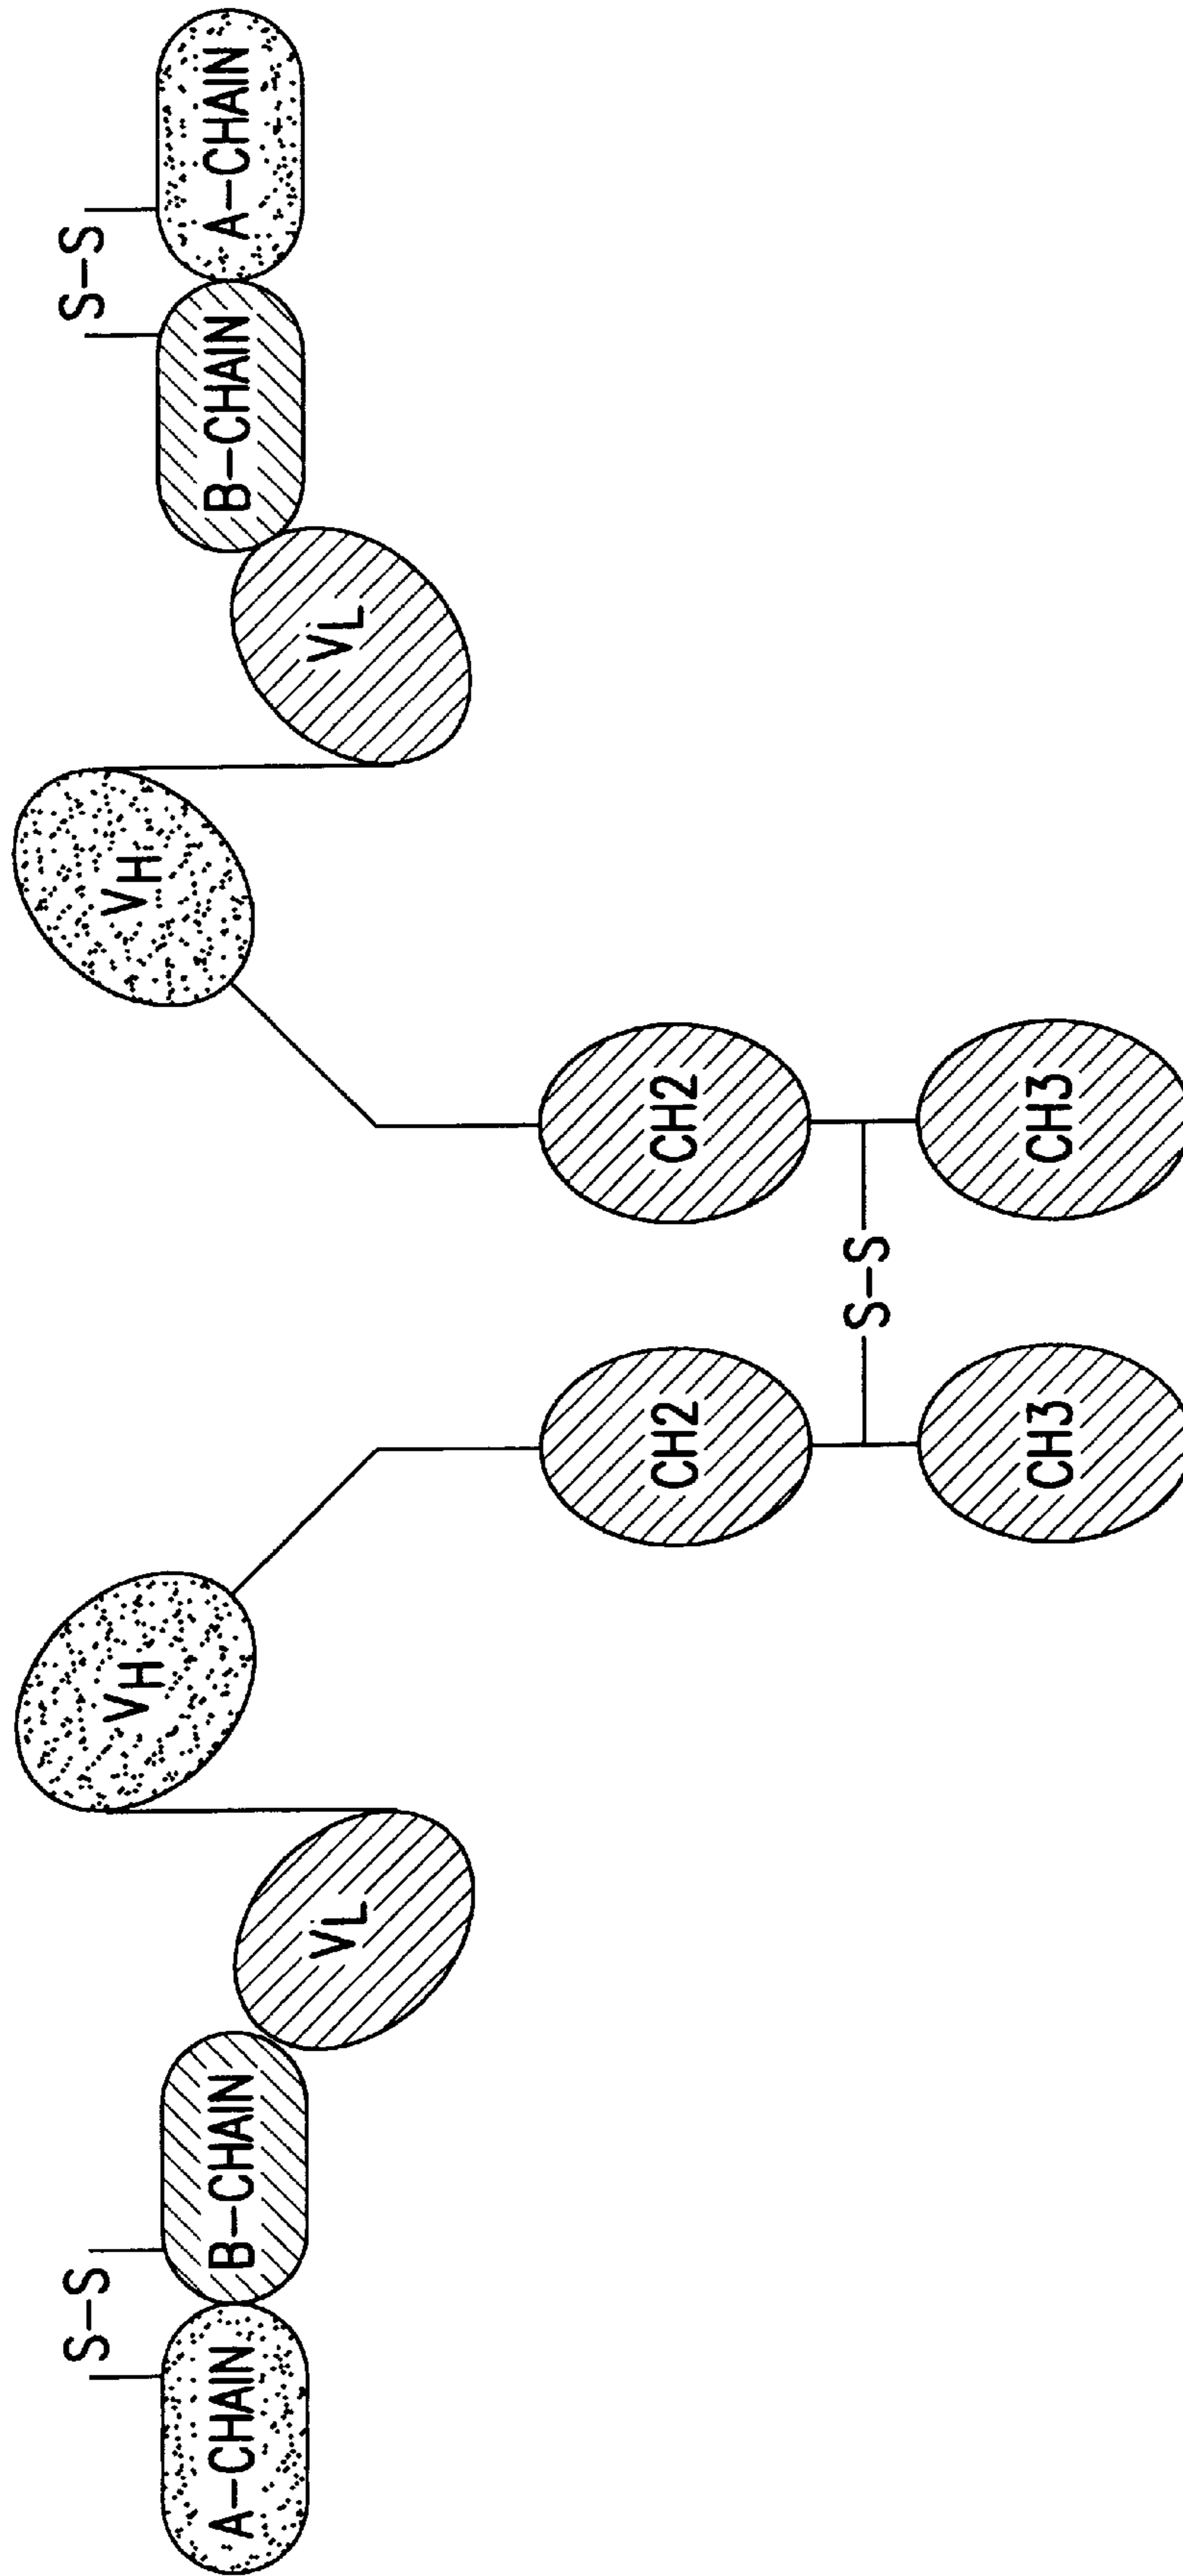 S-S
S-S
VH
VH
A-CHAIN
B-CHAIN
B-CHAIN
A-CHAIN
VL
VL
CH2
CH2
S-S
CH3
CH3